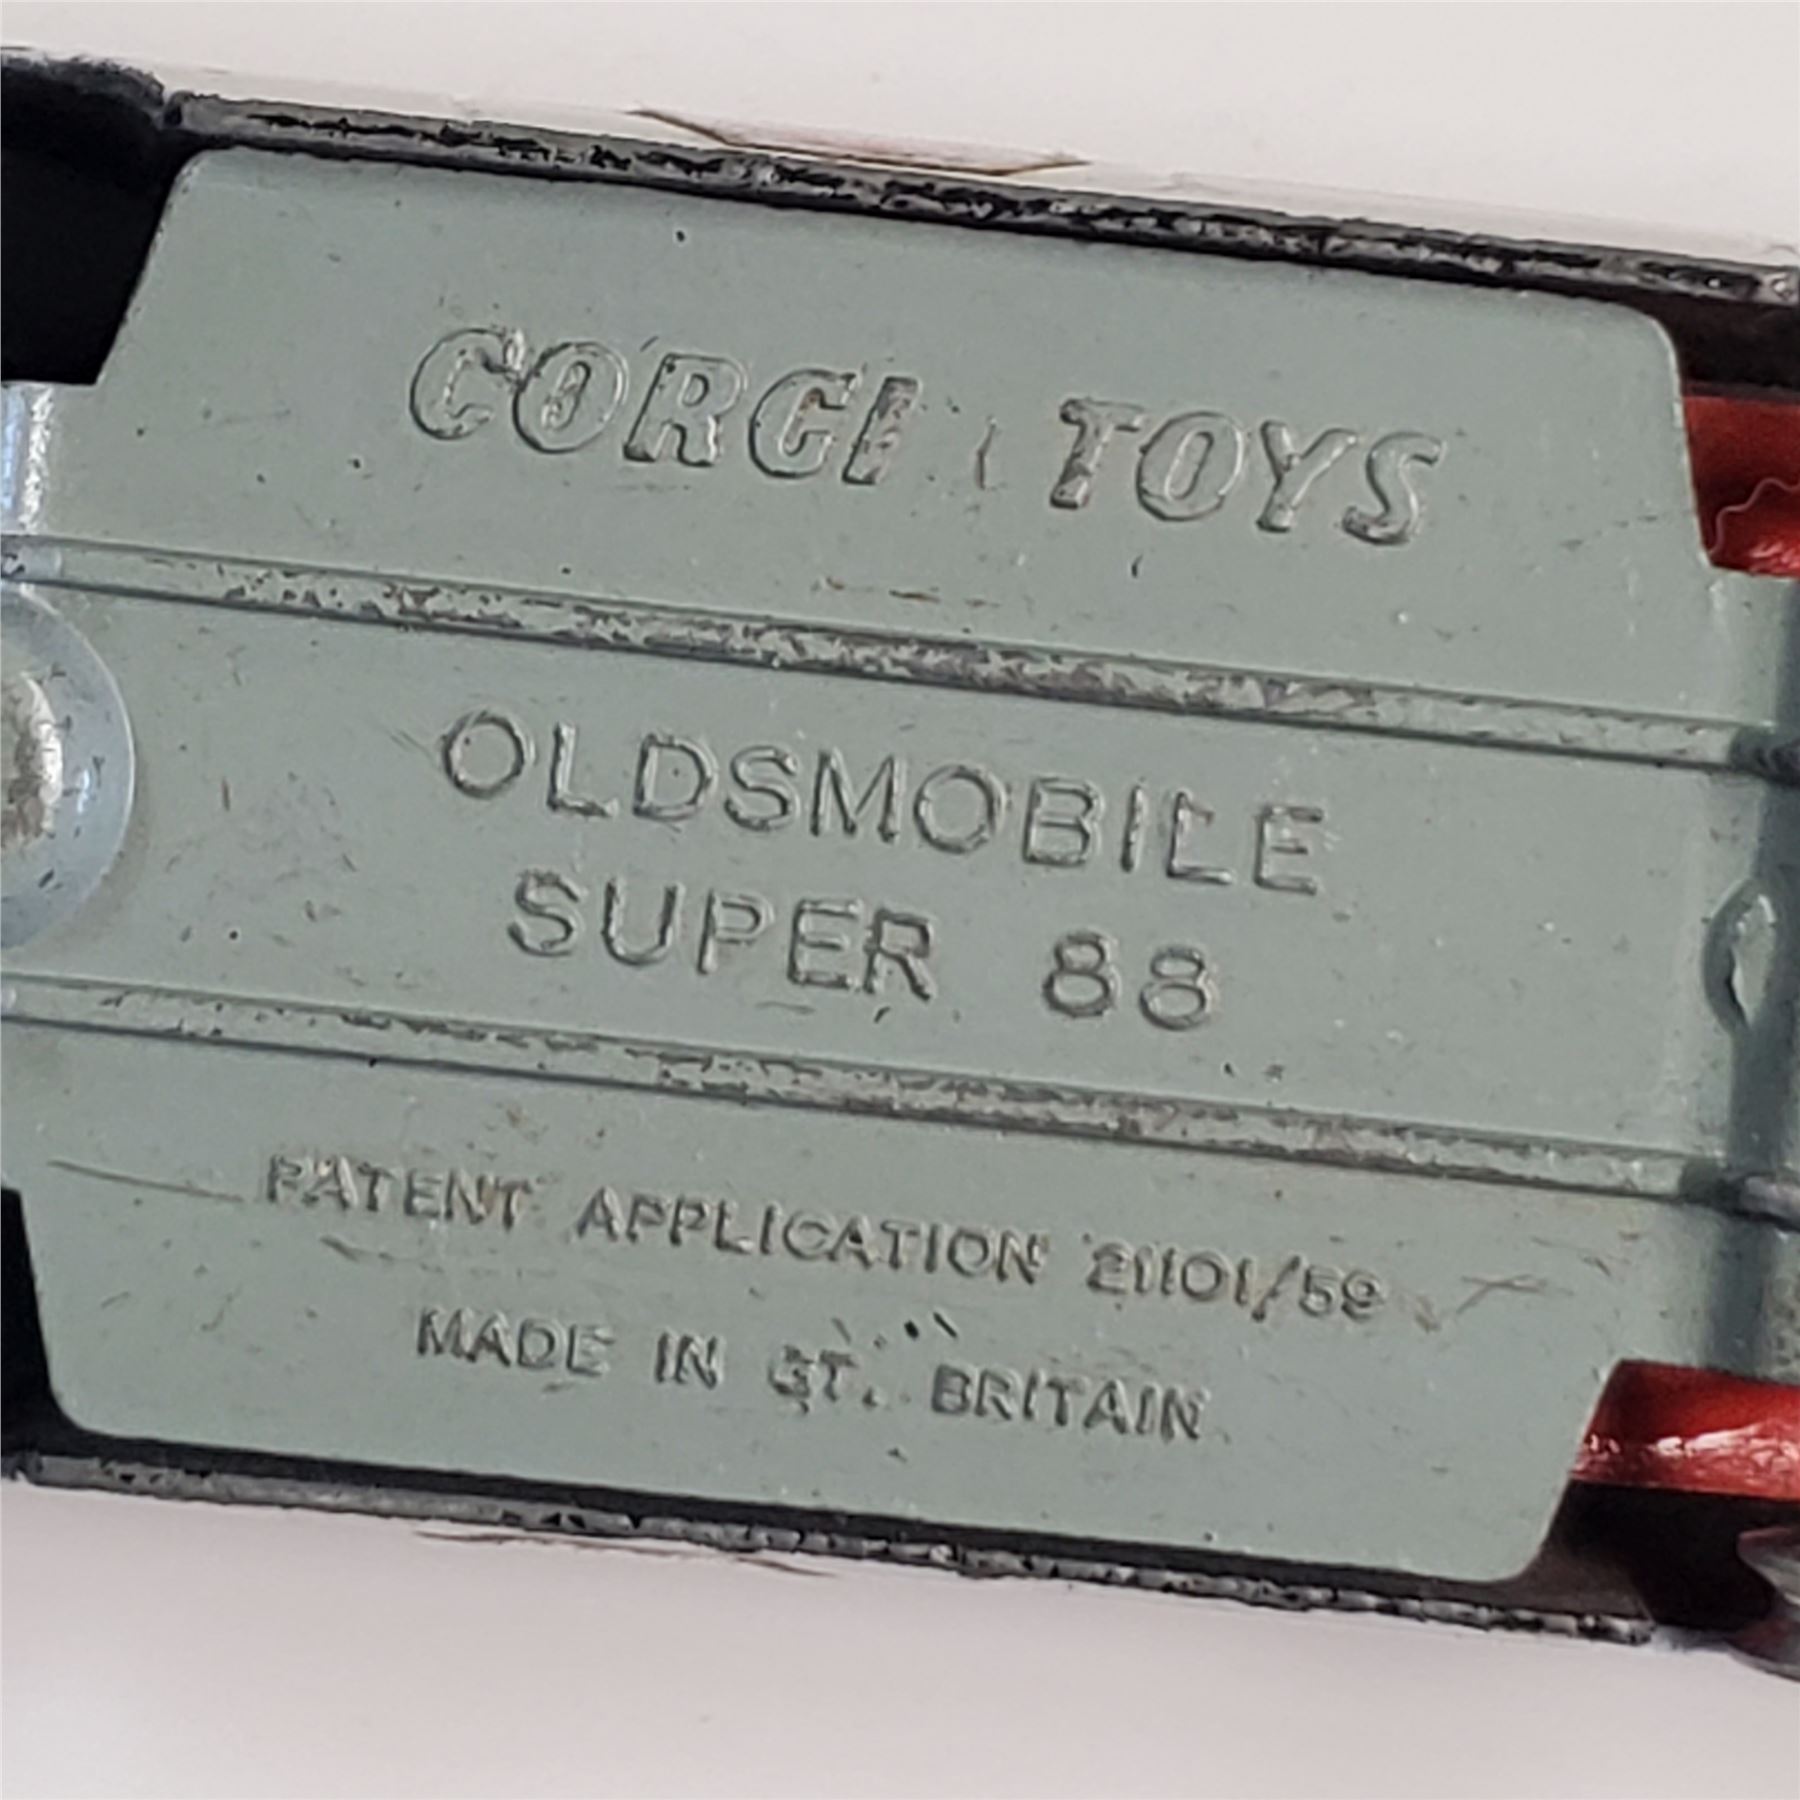 CORGI TOYS
OLDSMOBILE
SUPER 88
PATENT APPLICATION 21101/59
MADE IN GT. BRITAIN